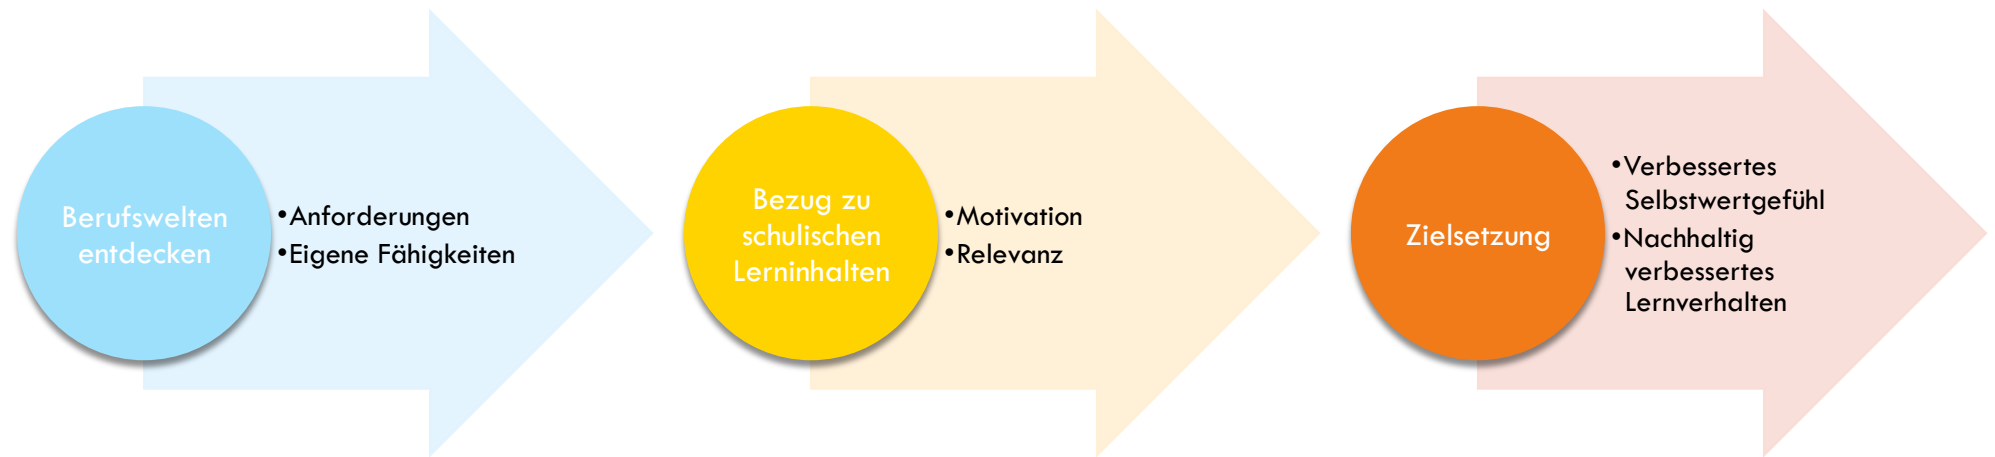 Berufswelten
entdecken
•Anforderungen
•Eigene Fähigkeiten
Bezug zu
schulischen
Lerninhalten
•Motivation
•Relevanz
Zielsetzung
•Verbessertes
Selbstwertgefühl
•Nachhaltig
verbessertes
Lernverhalten